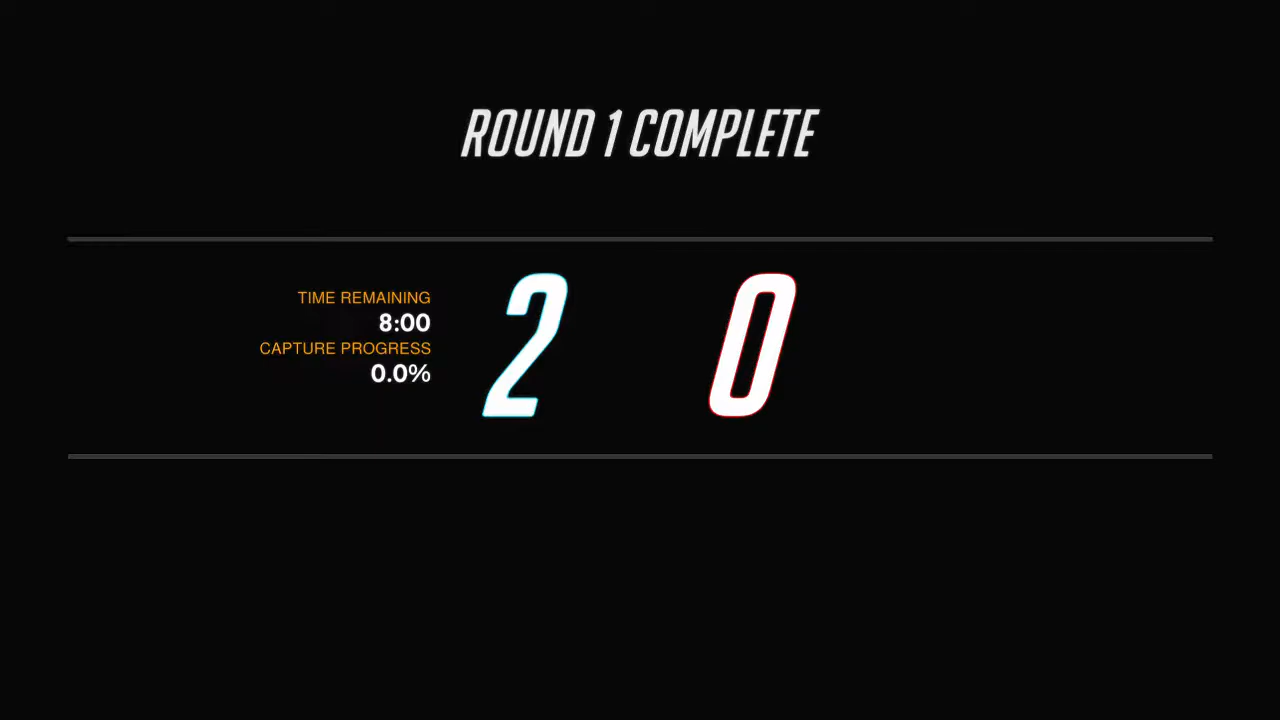 ROUND 1 COMPLETE
TIME REMAINING
8:00
CAPTURE PROGRESS
0.0%
2 0